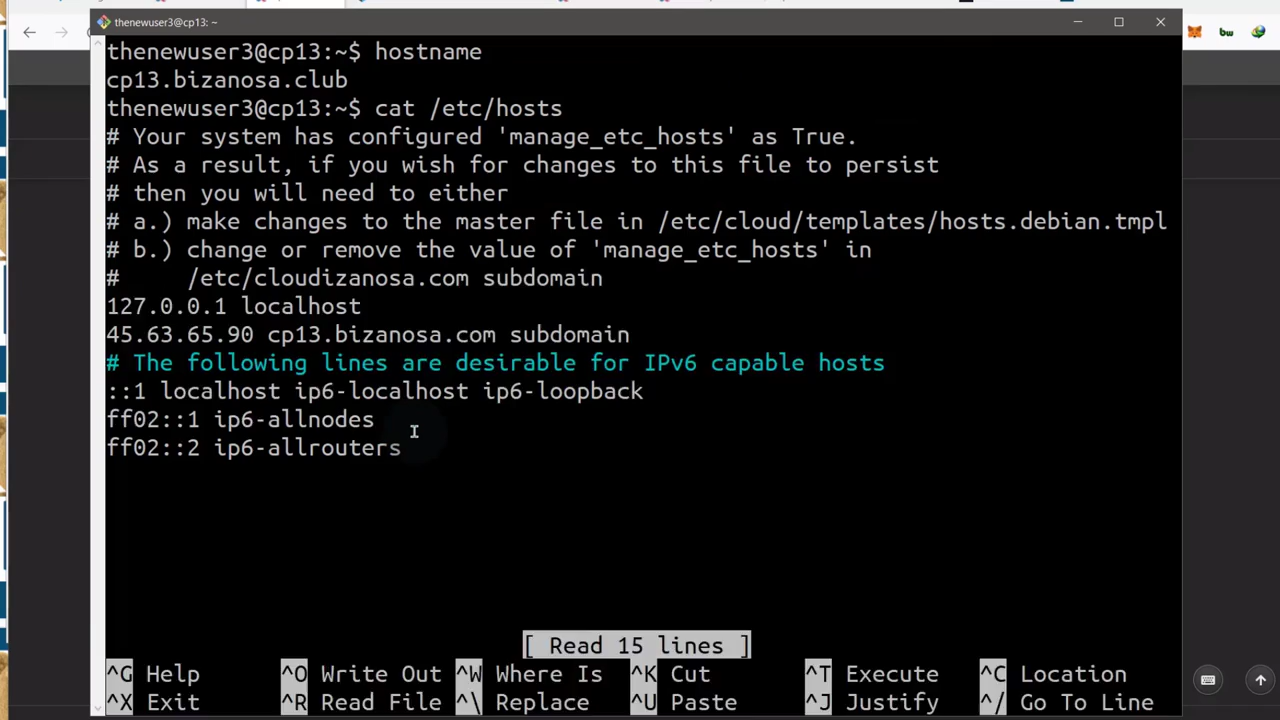 thenewuser3@cp13: ~
thenewuser3@cp13:~$ hostname
cp13.bizanosa.club
thenewuser3@cp13:~$ cat /etc/hosts
# Your system has configured 'manage_etc_hosts' as True.
# As a result, if you wish for changes to this file to persist
# then you will need to either
# a.) make changes to the master file in /etc/cloud/templates/hosts.debian.tmpl
# b.) change or remove the value of 'manage_etc_hosts' in
#     /etc/cloudizanosa.com subdomain
127.0.0.1 localhost
45.63.65.90 cp13.bizanosa.com subdomain
# The following lines are desirable for IPv6 capable hosts
::1 localhost ip6-localhost ip6-loopback
ff02::1 ip6-allnodes
ff02::2 ip6-allrouters
[ Read 15 lines ]
^G Help ^O Write Out ^W Where Is ^K Cut ^T Execute ^C Location
^X Exit ^R Read File ^\ Replace ^U Paste ^J Justify ^/ Go To Line
bw